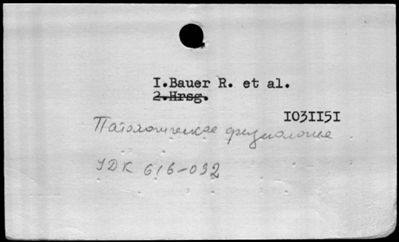 I.Bauer R. et al.
2.Hrsg.
I03II5I
Патологическая физиология
УДК 616-092